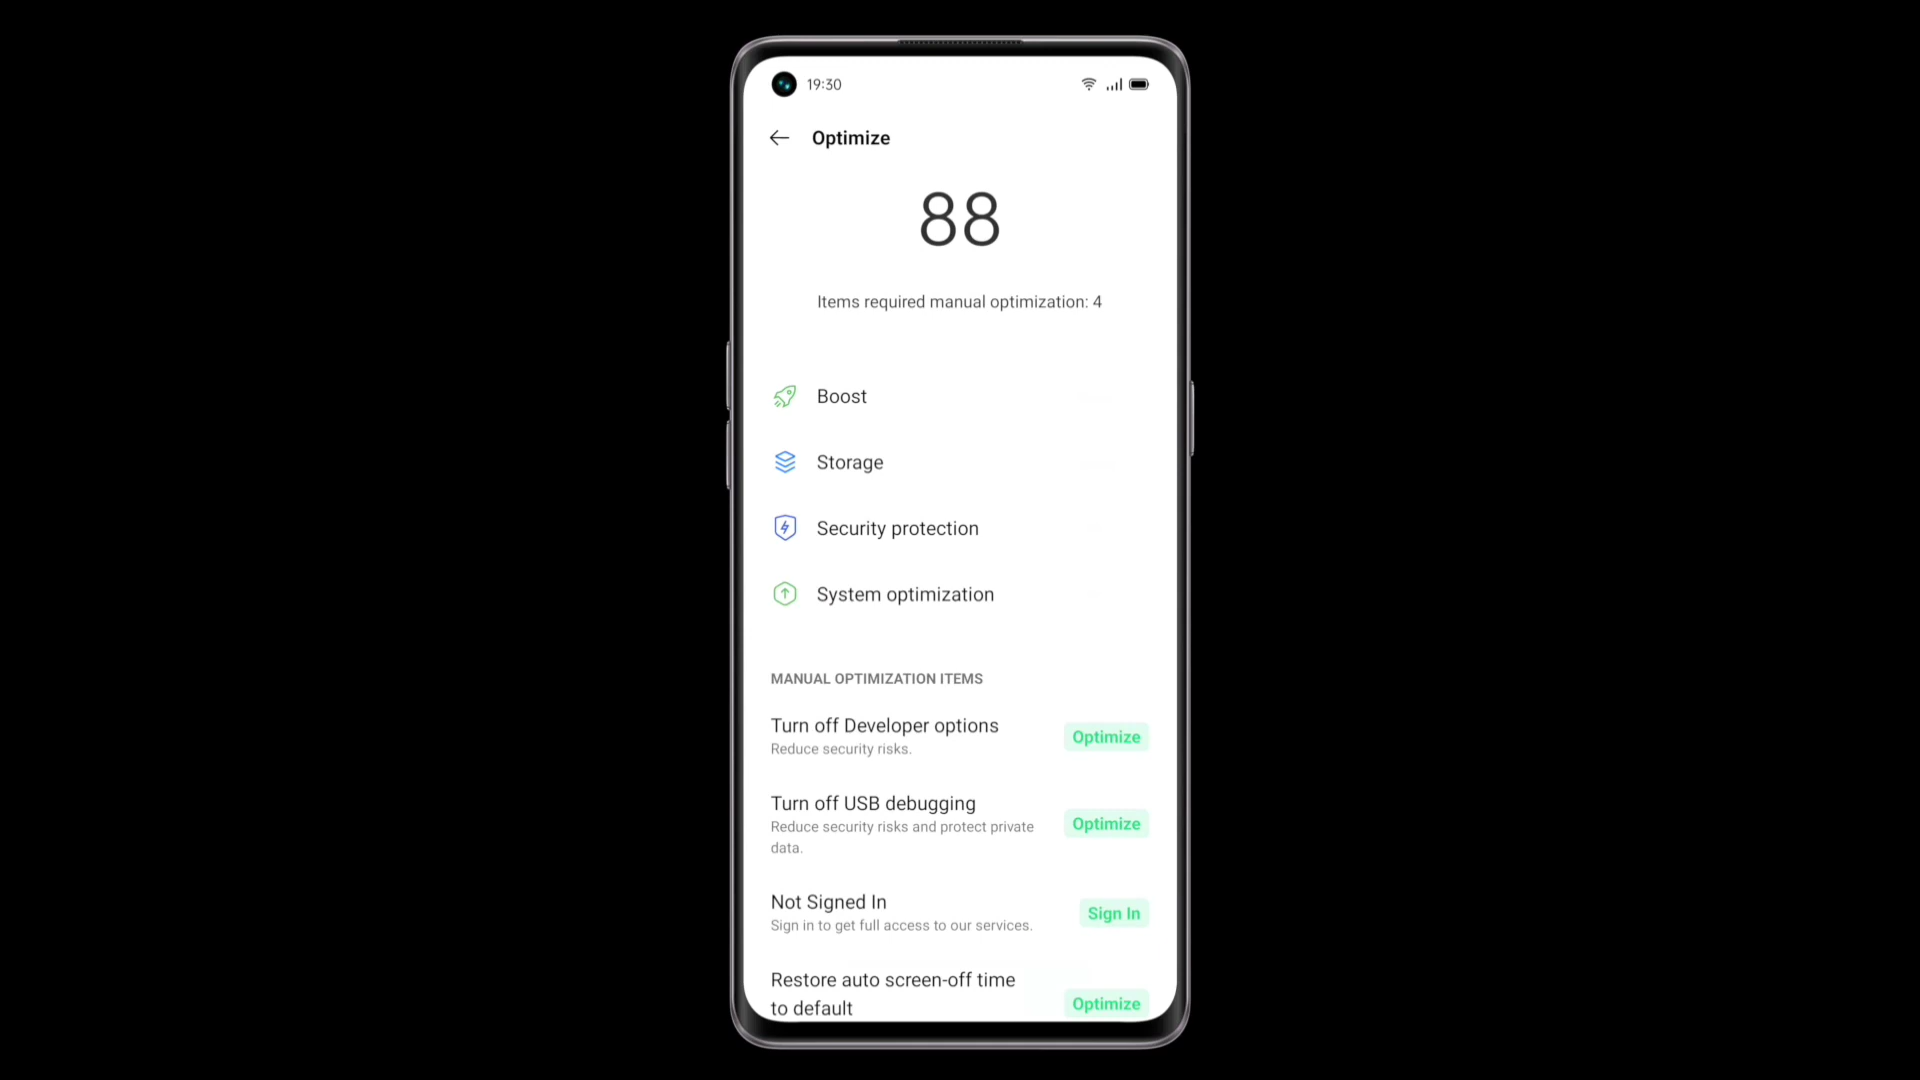 19:30
Optimize
88
Items required manual optimization: 4
Boost
Storage
Security protection
System optimization
MANUAL OPTIMIZATION ITEMS
Turn off Developer options
Reduce security risks.
Optimize
Turn off USB debugging
Reduce security risks and protect private
data.
Optimize
Not Signed In
Sign in to get full access to our services.
Sign In
Restore auto screen-off time
to default
Optimize